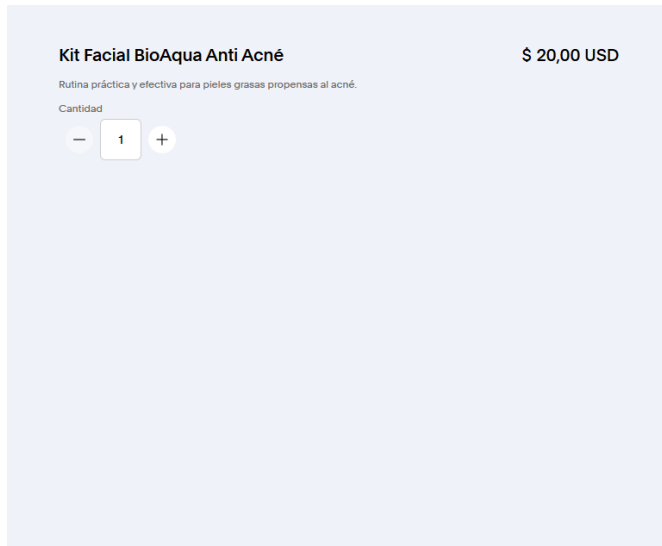 Kit Facial BioAqua Anti Acné
$ 20,00 USD
Rutina práctica y efectiva para pieles grasas propensas al acné.
Cantidad
1